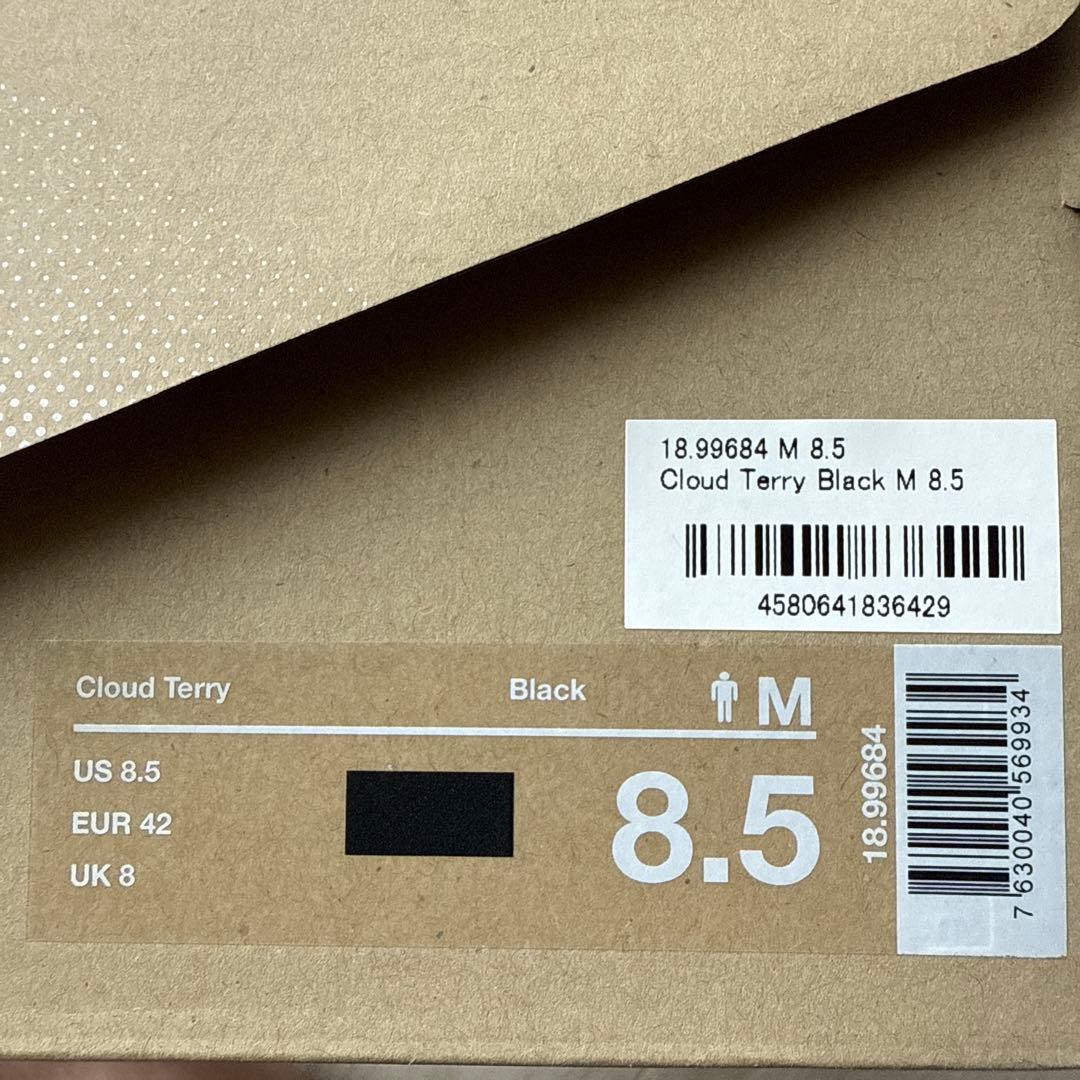 18.99684 M 8.5
Cloud Terry Black M 8.5
4580641836429
Cloud Terry
Black
M
US 8.5
EUR 42
UK 8
8.5
18.99684
7 630040 569934